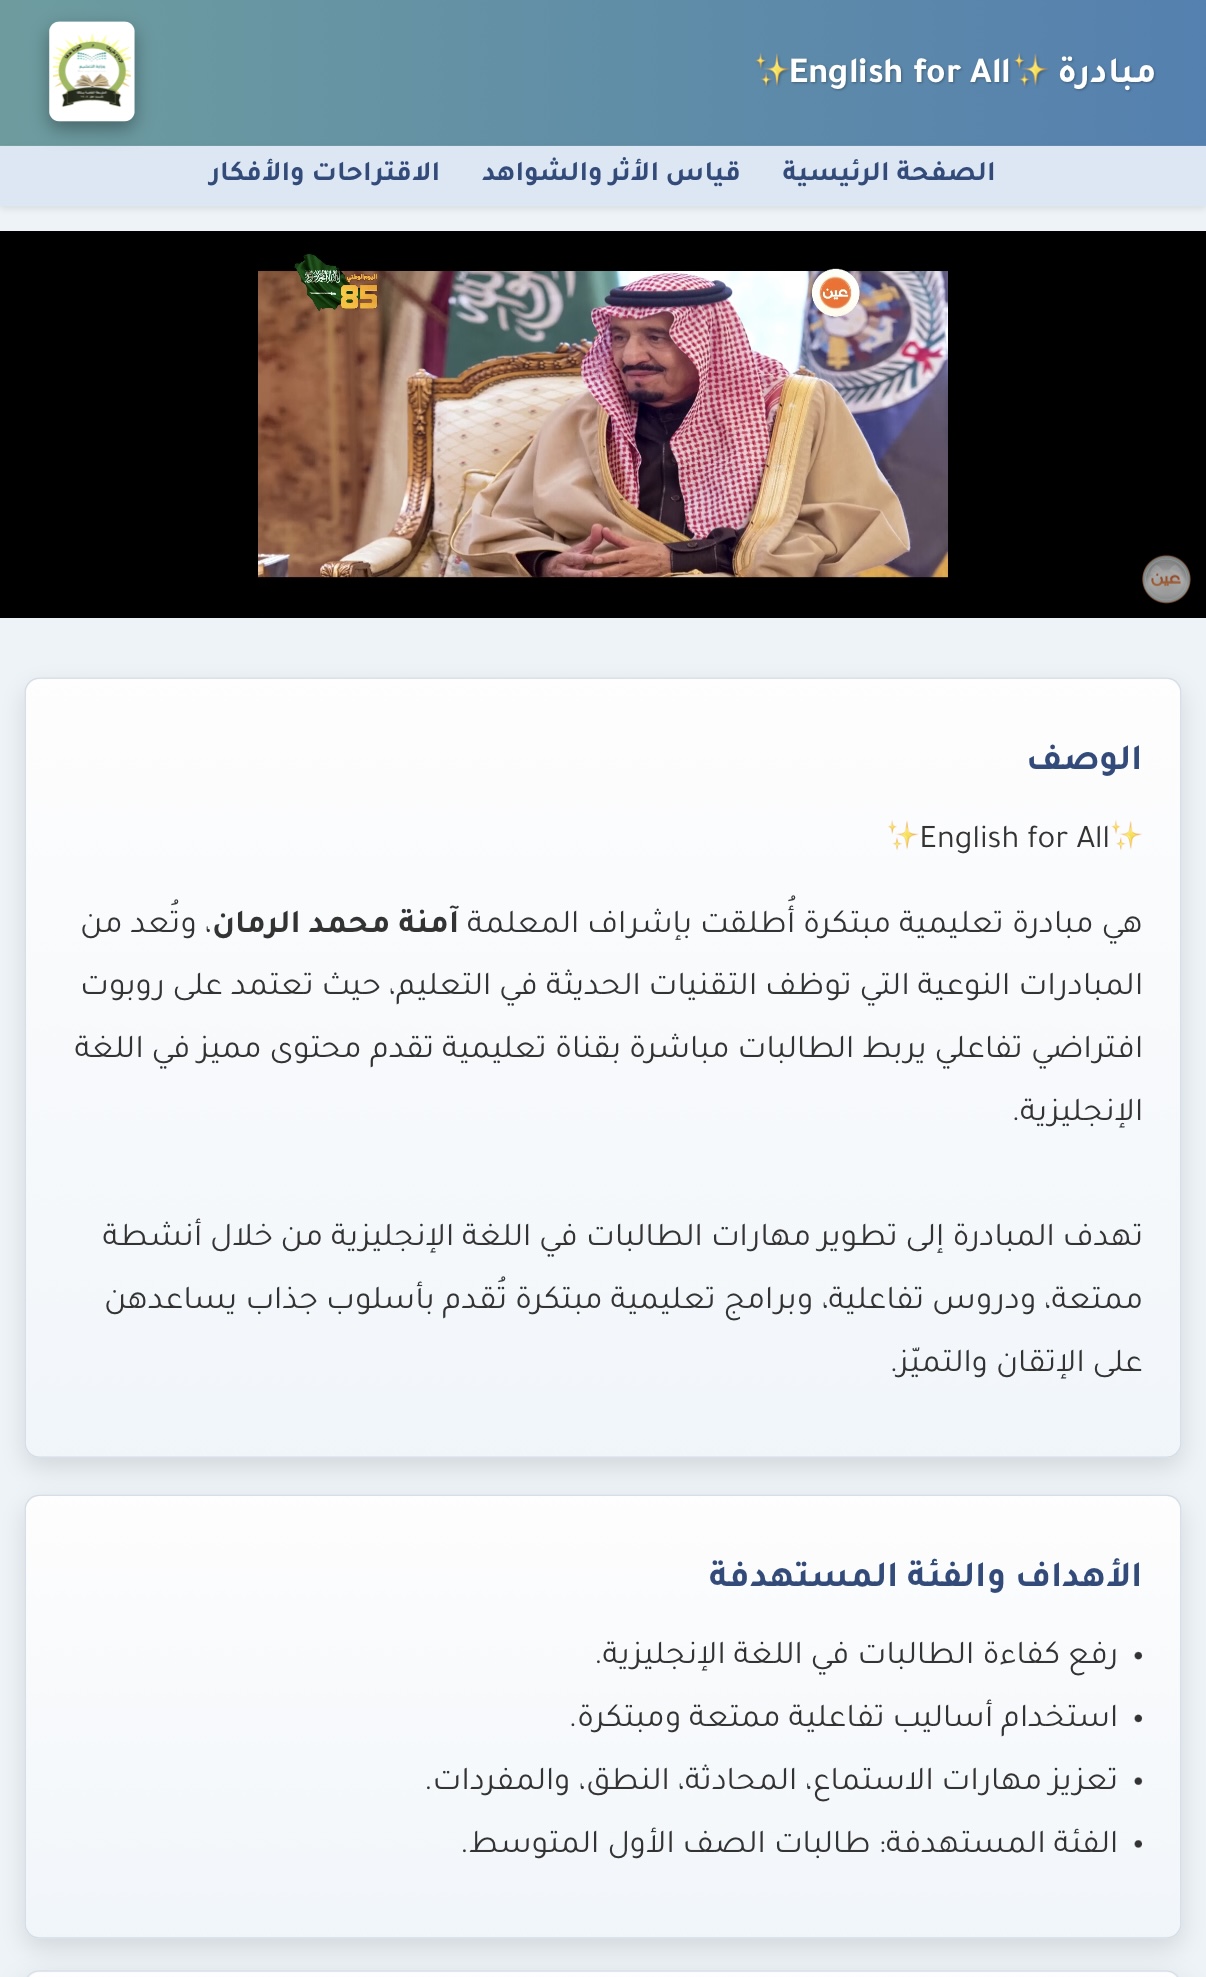 مبادرة ✨English for All✨
الصفحة الرئيسية
قياس الأثر والشواهد
الاقتراحات والأفكار
اليوم الوطني
85
عين
عين
الوصف
✨English for All✨
هي مبادرة تعليمية مبتكرة أُطلقت بإشراف المعلمة آمنة محمد الرمان، وتُعد من
المبادرات النوعية التي توظف التقنيات الحديثة في التعليم، حيث تعتمد على روبوت
افتراضي تفاعلي يربط الطالبات مباشرة بقناة تعليمية تقدم محتوى مميز في اللغة
الإنجليزية.
تهدف المبادرة إلى تطوير مهارات الطالبات في اللغة الإنجليزية من خلال أنشطة
ممتعة، ودروس تفاعلية، وبرامج تعليمية مبتكرة تُقدم بأسلوب جذاب يساعدهن
على الإتقان والتميّز.
الأهداف والفئة المستهدفة
• رفع كفاءة الطالبات في اللغة الإنجليزية.
• استخدام أساليب تفاعلية ممتعة ومبتكرة.
• تعزيز مهارات الاستماع، المحادثة، النطق، والمفردات.
• الفئة المستهدفة: طالبات الصف الأول المتوسط.